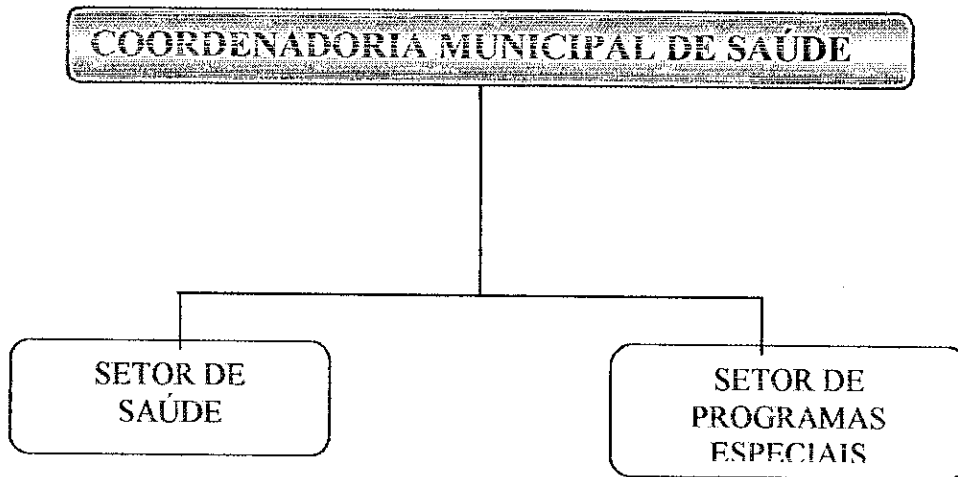 COORDENADORIA MUNICIPAL DE SAÚDE
SETOR DE
SAÚDE
SETOR DE
PROGRAMAS
ESPECIAIS